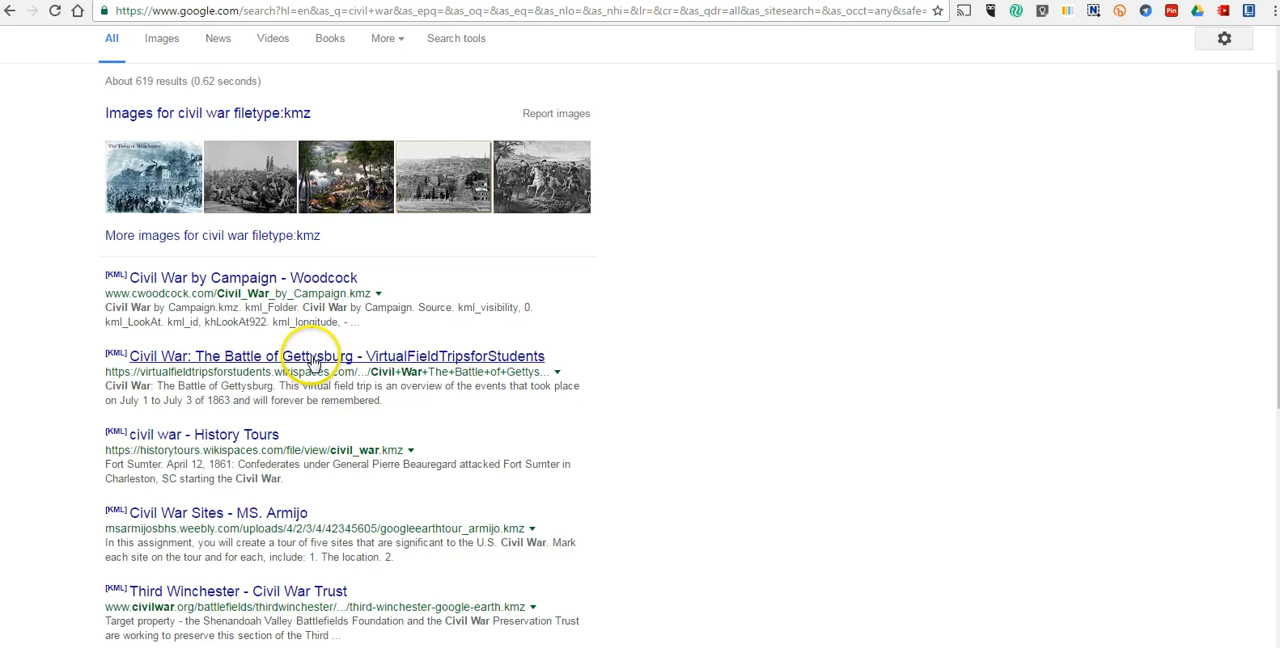 https://www.google.com/search?hl=en&as_q=civil+war&as_epq=&as_oq=&as_eq=&as_nlo=&as_nhi=&lr=&cr=&as_qdr=all&as_sitesearch=&as_occt=any&safe=
All Images News Videos Books More Search tools
About 619 results (0.62 seconds)
Images for civil war filetype:kmz Report images
More images for civil war filetype:kmz
[KML] Civil War by Campaign - Woodcock
www.cwoodcock.com/Civil_War_by_Campaign.kmz
Civil War by Campaign.kmz. kml_Folder. Civil War by Campaign. Source. kml_visibility, 0.
kml_LookAt. kml_id, khLookAt922. kml_longitude, - ...
[KML] Civil War: The Battle of Gettysburg - VirtualFieldTripsforStudents
https://virtualfieldtripsforstudents.wikispaces.com/.../Civil+War+The+Battle+of+Gettys...
Civil War: The Battle of Gettysburg. This virtual field trip is an overview of the events that took place
on July 1 to July 3 of 1863 and will forever be remembered.
[KML] civil war - History Tours
https://historytours.wikispaces.com/file/view/civil_war.kmz
Fort Sumter. April 12, 1861: Confederates under General Pierre Beauregard attacked Fort Sumter in
Charleston, SC starting the Civil War.
[KML] Civil War Sites - MS. Armijo
msarmijosbhs.weebly.com/uploads/4/2/3/4/42345605/googleearthtour_armijo.kmz
In this assignment, you will create a tour of five sites that are significant to the U.S. Civil War. Mark
each site on the tour and for each, include: 1. The location. 2.
[KML] Third Winchester - Civil War Trust
www.civilwar.org/battlefields/thirdwinchester/.../third-winchester-google-earth.kmz
Target property - the Shenandoah Valley Battlefields Foundation and the Civil War Preservation Trust
are working to preserve this section of the Third ...